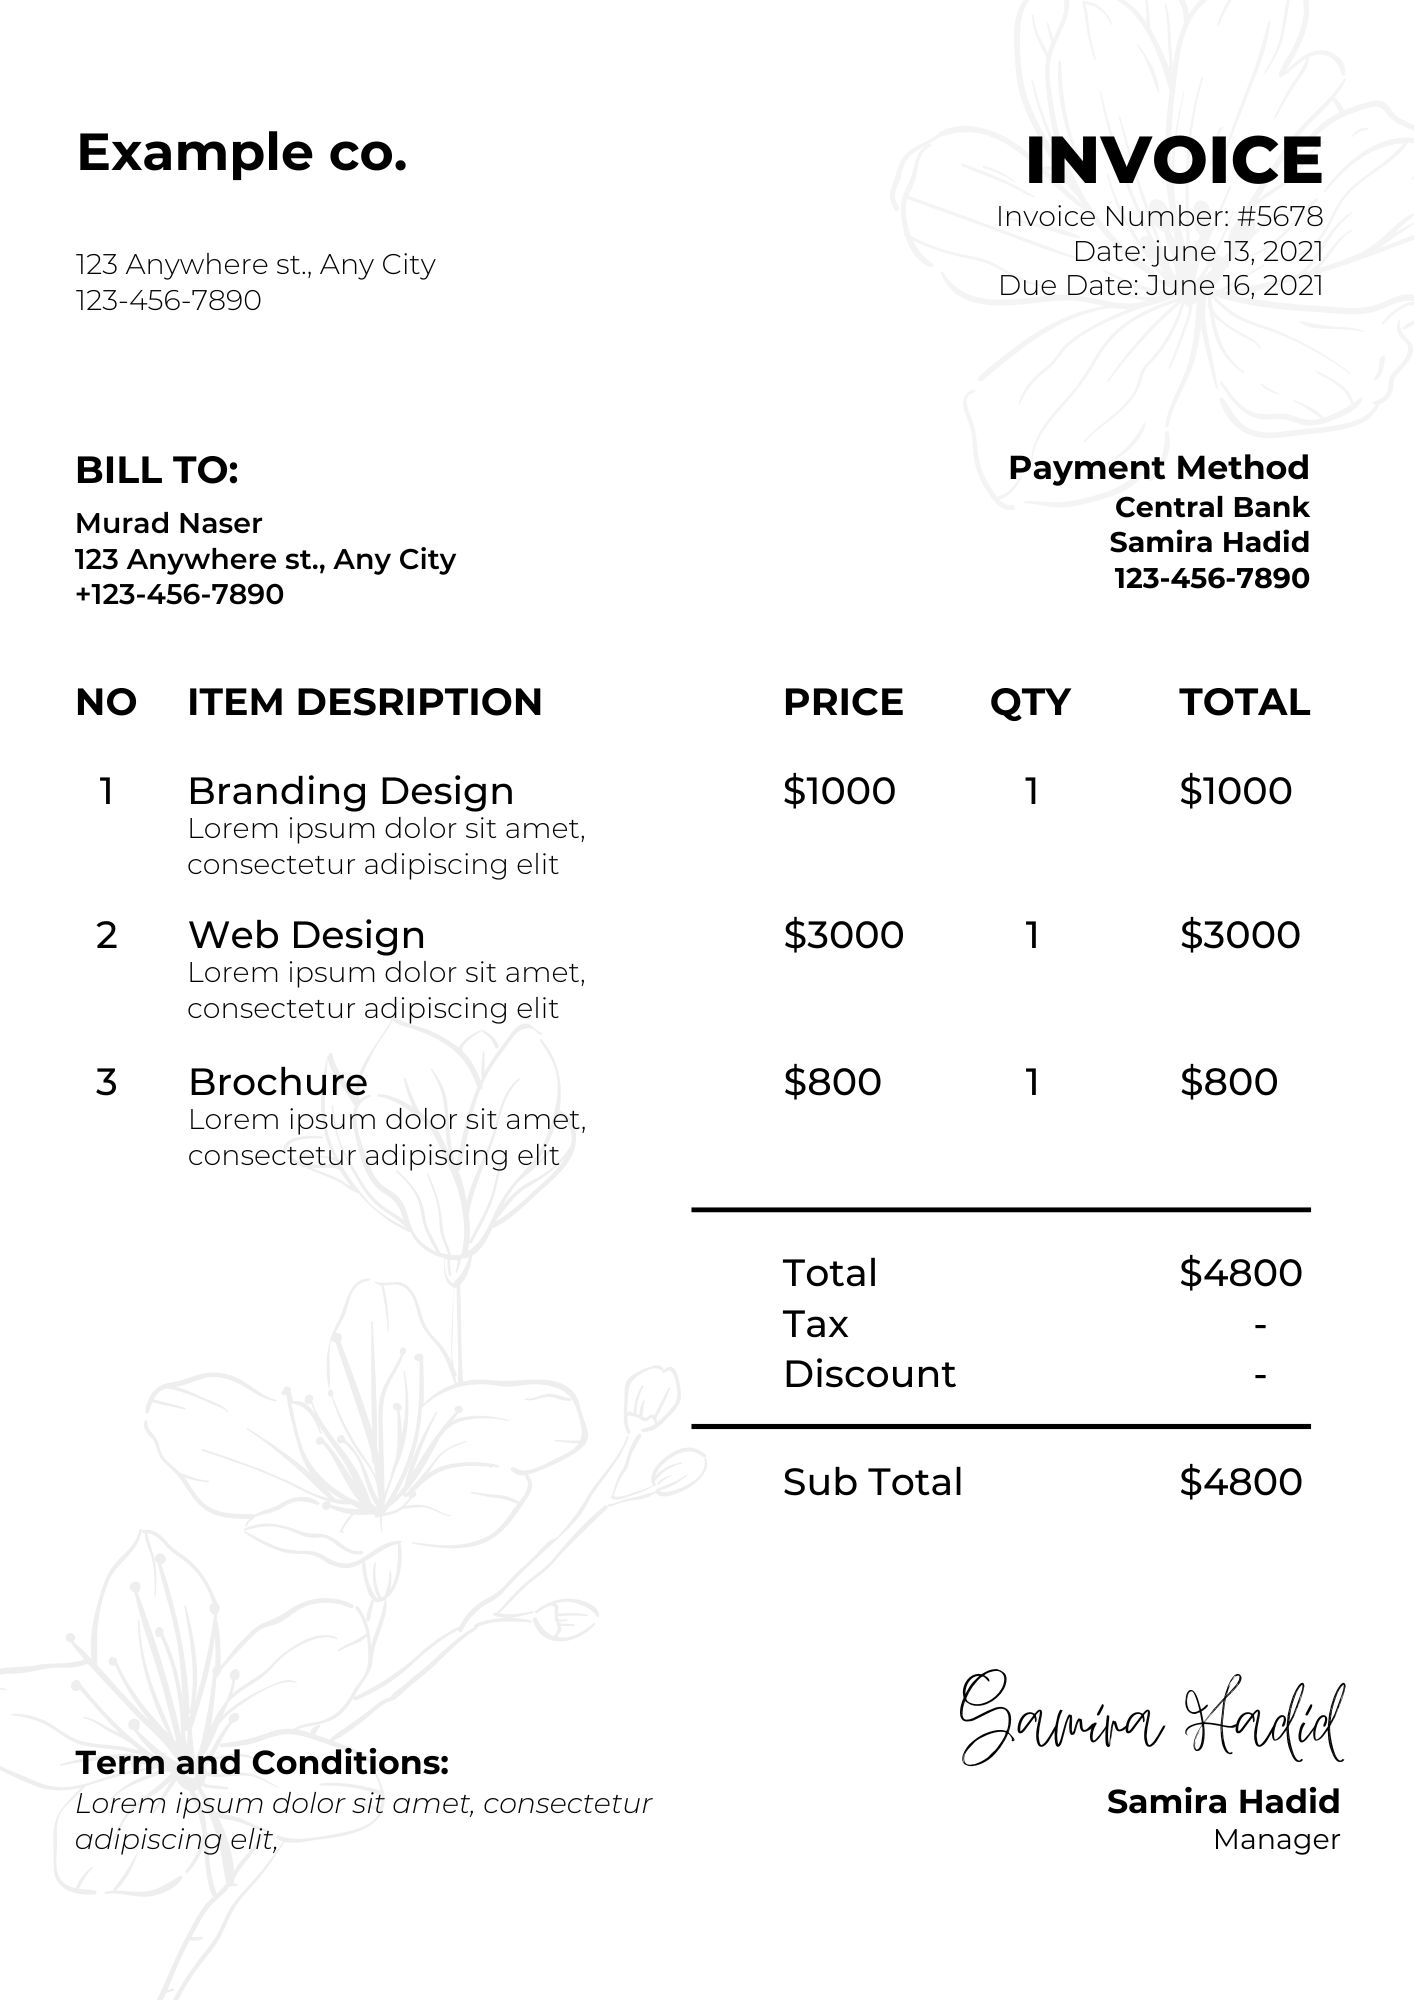 Example co.
INVOICE
Invoice Number: #5678
Date: june 13, 2021
Due Date: June 16, 2021
123 Anywhere st., Any City
123-456-7890
BILL TO:
Murad Naser
123 Anywhere st., Any City
+123-456-7890
Payment Method
Central Bank
Samira Hadid
123-456-7890
NO ITEM DESRIPTION PRICE QTY TOTAL
1 Branding Design $1000 1 $1000
Lorem ipsum dolor sit amet,
consectetur adipiscing elit
2 Web Design $3000 1 $3000
Lorem ipsum dolor sit amet,
consectetur adipiscing elit
3 Brochure $800 1 $800
Lorem ipsum dolor sit amet,
consectetur adipiscing elit
Total $4800
Tax -
Discount -
Sub Total $4800
Samira Hadid
Samira Hadid
Manager
Term and Conditions:
Lorem ipsum dolor sit amet, consectetur
adipiscing elit,